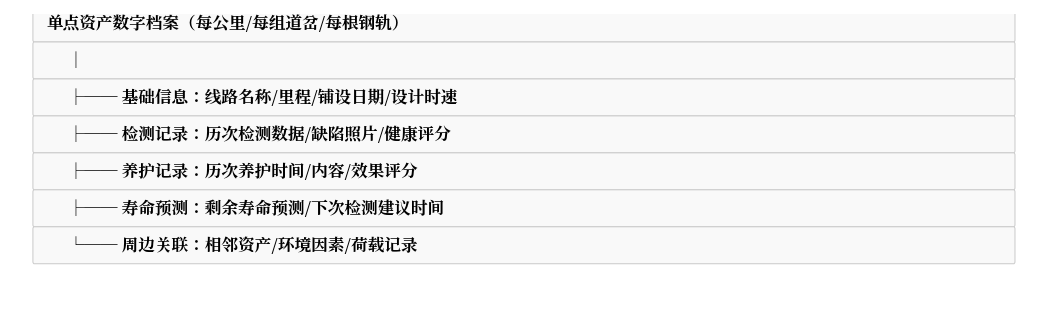 单点资产数字档案（每公里/每组道岔/每根钢轨）
│
├── 基础信息：线路名称/里程/铺设日期/设计时速
├── 检测记录：历次检测数据/缺陷照片/健康评分
├── 养护记录：历次养护时间/内容/效果评分
├── 寿命预测：剩余寿命预测/下次检测建议时间
└── 周边关联：相邻资产/环境因素/荷载记录